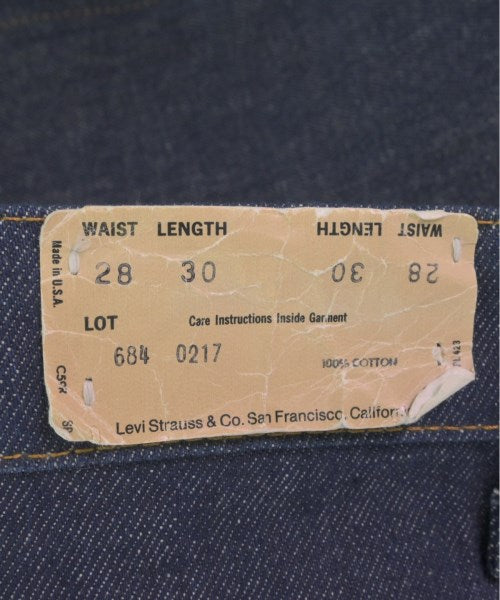 WAIST LENGTH LENGTH WAIST
28 30 30 28
LOT Care Instructions Inside Garment
684 0217 100% COTTON
Levi Strauss & Co. San Francisco, Californ
Made in U.S.A.